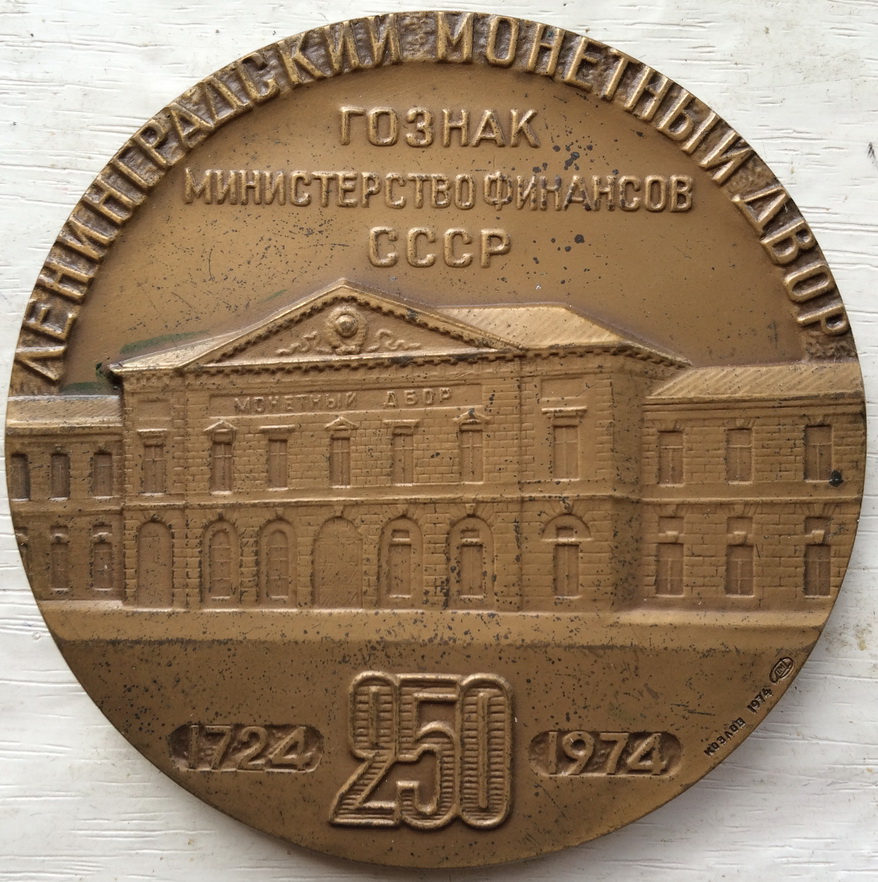 ЛЕНИНГРАДСКИЙ МОНЕТНЫЙ ДВОР
ГОЗНАК
МИНИСТЕРСТВО ФИНАНСОВ
СССР
МОНЕТНЫЙ ДВОР
250
1724 1974
КОЗЛОВ 1974